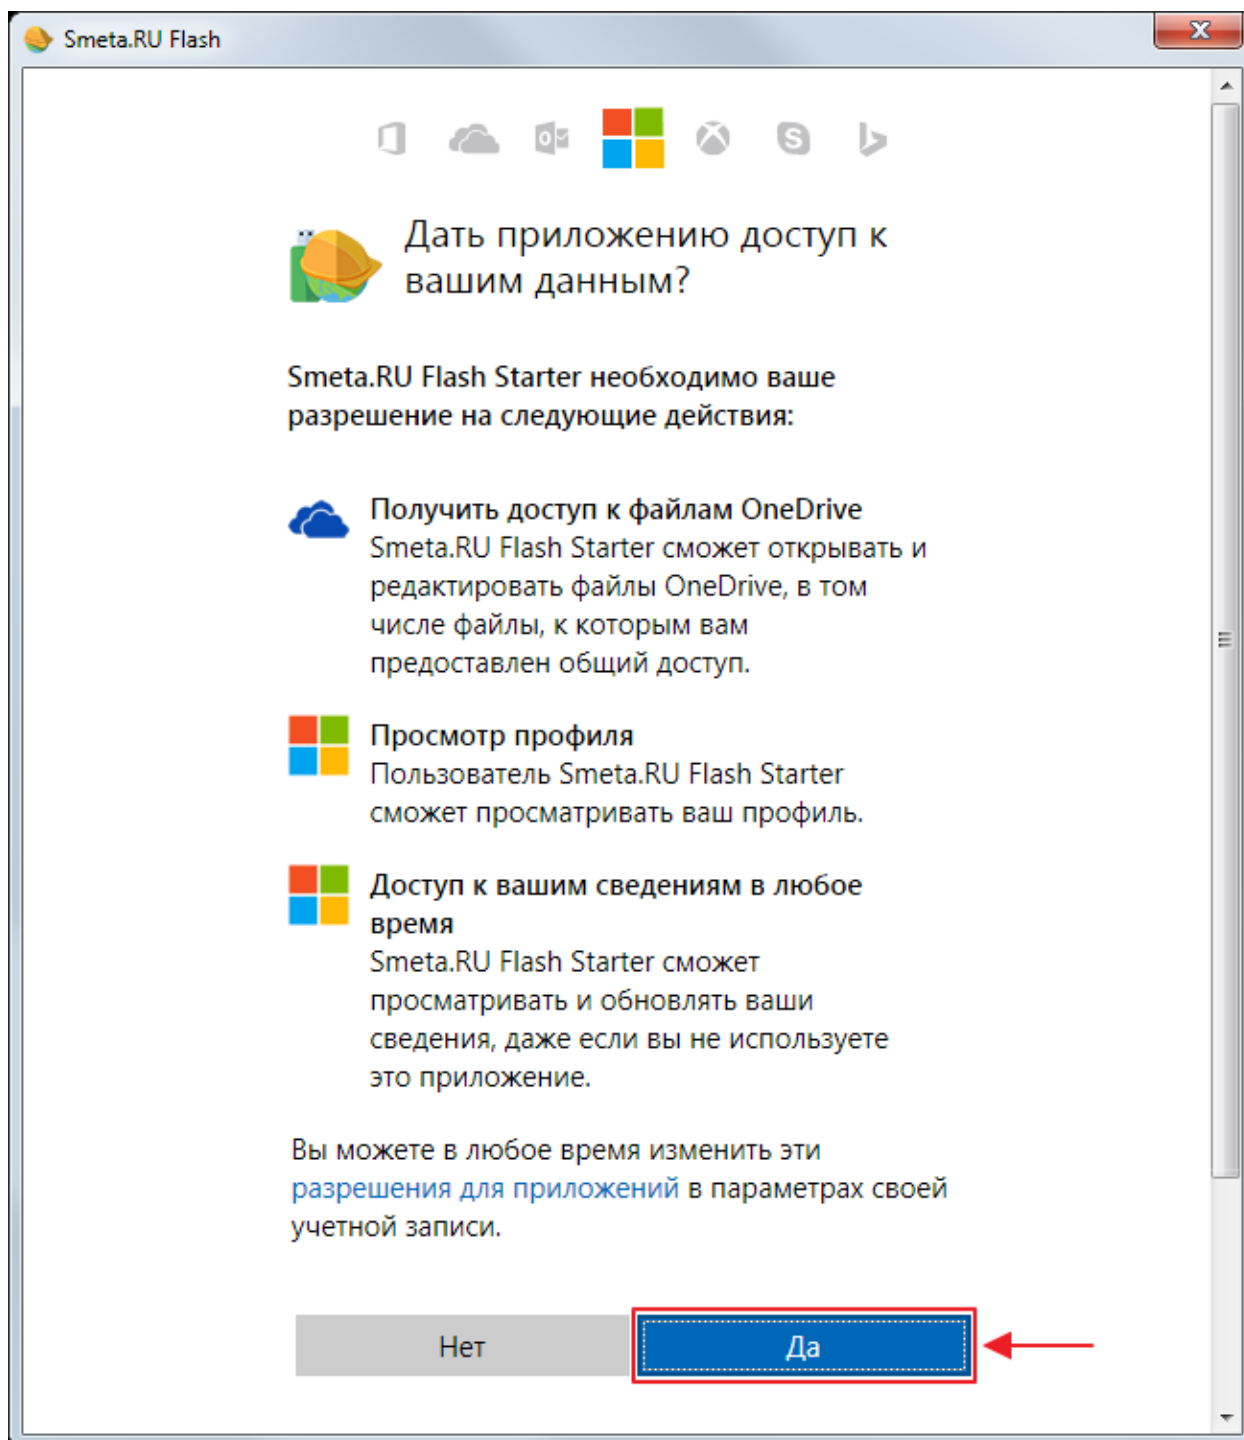 Smeta.RU Flash
Дать приложению доступ к
вашим данным?
Smeta.RU Flash Starter необходимо ваше
разрешение на следующие действия:
Получить доступ к файлам OneDrive
Smeta.RU Flash Starter сможет открывать и
редактировать файлы OneDrive, в том
числе файлы, к которым вам
предоставлен общий доступ.
Просмотр профиля
Пользователь Smeta.RU Flash Starter
сможет просматривать ваш профиль.
Доступ к вашим сведениям в любое
время
Smeta.RU Flash Starter сможет
просматривать и обновлять ваши
сведения, даже если вы не используете
это приложение.
Вы можете в любое время изменить эти
разрешения для приложений в параметрах своей
учетной записи.
Нет
Да